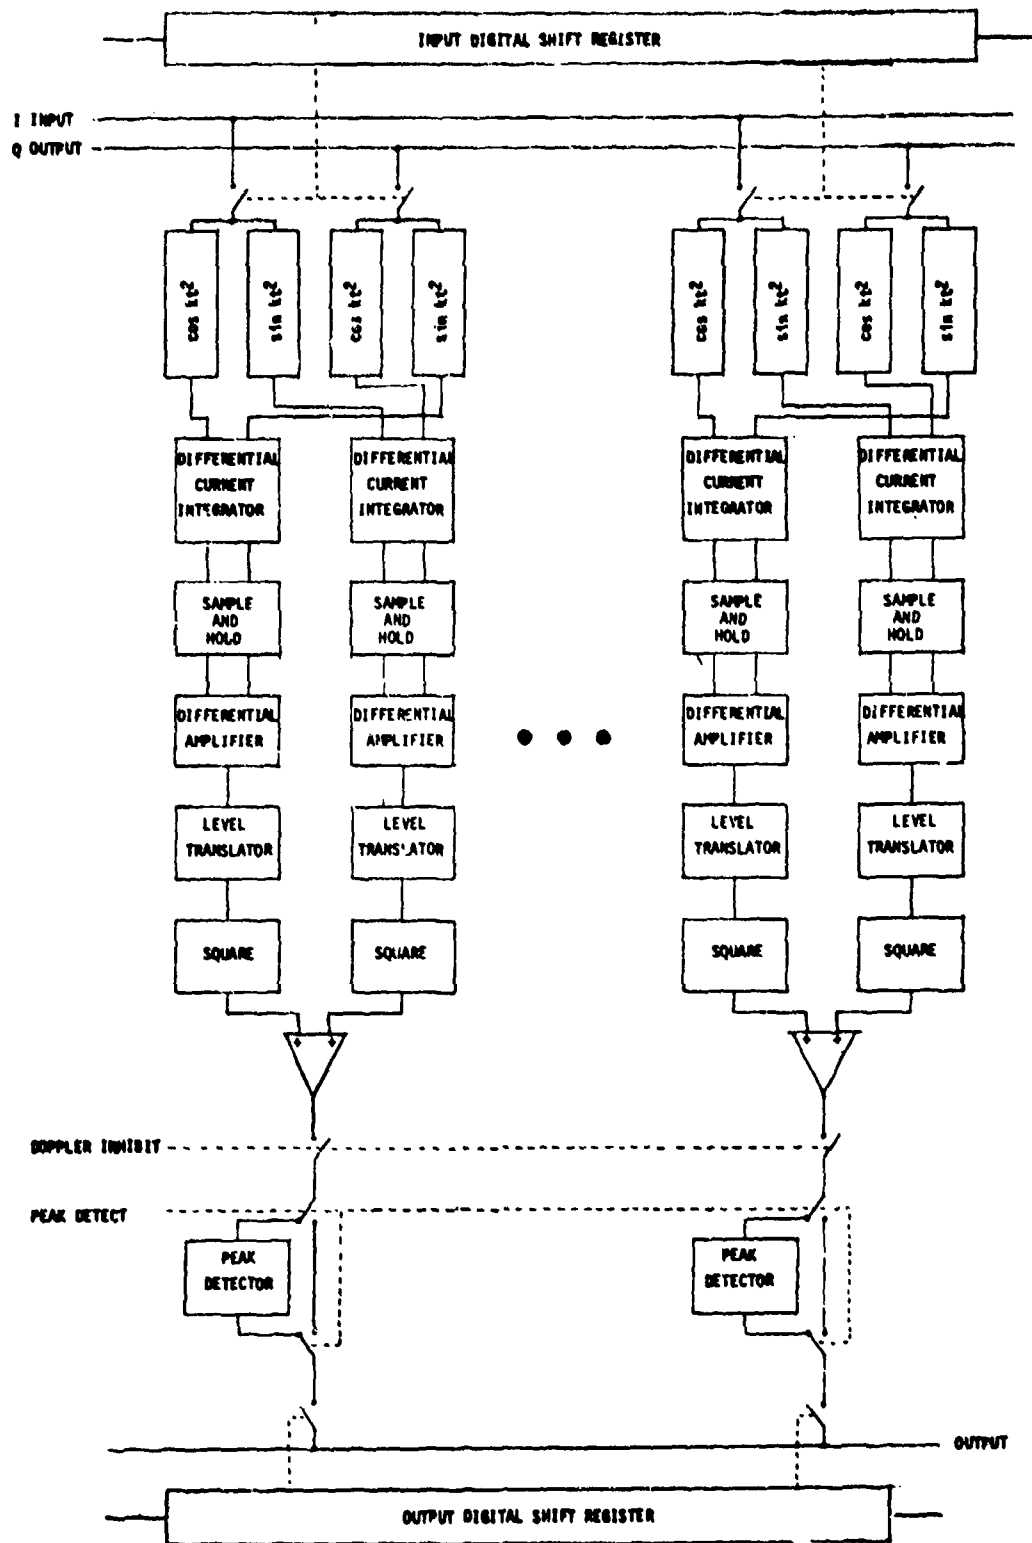 INPUT DIGITAL SHIFT REGISTER
I INPUT
Q OUTPUT
cos kt²
sin kt²
cos kt²
sin kt²
cos kt²
sin kt²
cos kt²
sin kt²
DIFFERENTIAL
CURRENT
INTEGRATOR
DIFFERENTIAL
CURRENT
INTEGRATOR
DIFFERENTIAL
CURRENT
INTEGRATOR
DIFFERENTIAL
CURRENT
INTEGRATOR
SAMPLE
AND
HOLD
SAMPLE
AND
HOLD
SAMPLE
AND
HOLD
SAMPLE
AND
HOLD
DIFFERENTIAL
AMPLIFIER
DIFFERENTIAL
AMPLIFIER
DIFFERENTIAL
AMPLIFIER
DIFFERENTIAL
AMPLIFIER
LEVEL
TRANSLATOR
LEVEL
TRANSLATOR
LEVEL
TRANSLATOR
LEVEL
TRANSLATOR
SQUARE
SQUARE
SQUARE
SQUARE
+ +
+ +
DOPPLER INHIBIT
PEAK DETECT
PEAK
DETECTOR
PEAK
DETECTOR
OUTPUT
OUTPUT DIGITAL SHIFT REGISTER